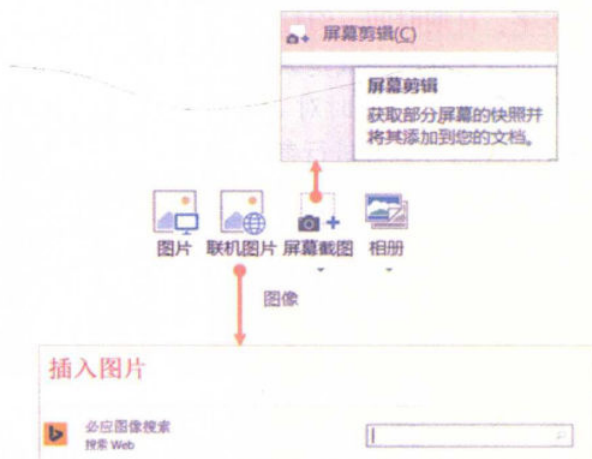 屏幕剪辑(C)
屏幕剪辑
获取部分屏幕的快照并
将其添加到您的文档。
图片 联机图片 屏幕截图 相册
图像
插入图片
必应图像搜索
搜索 Web